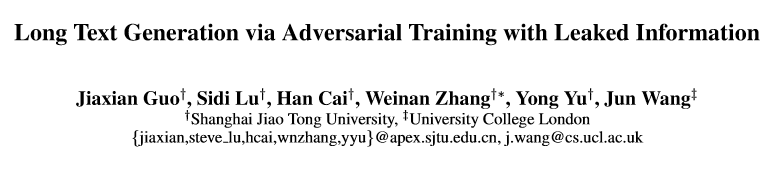 Long Text Generation via Adversarial Training with Leaked Information
Jiaxian Guo†, Sidi Lu†, Han Cai†, Weinan Zhang†*, Yong Yu†, Jun Wang‡
†Shanghai Jiao Tong University, ‡University College London
{jiaxian,steve_lu,hcai,wnzhang,yyu}@apex.sjtu.edu.cn, j.wang@cs.ucl.ac.uk